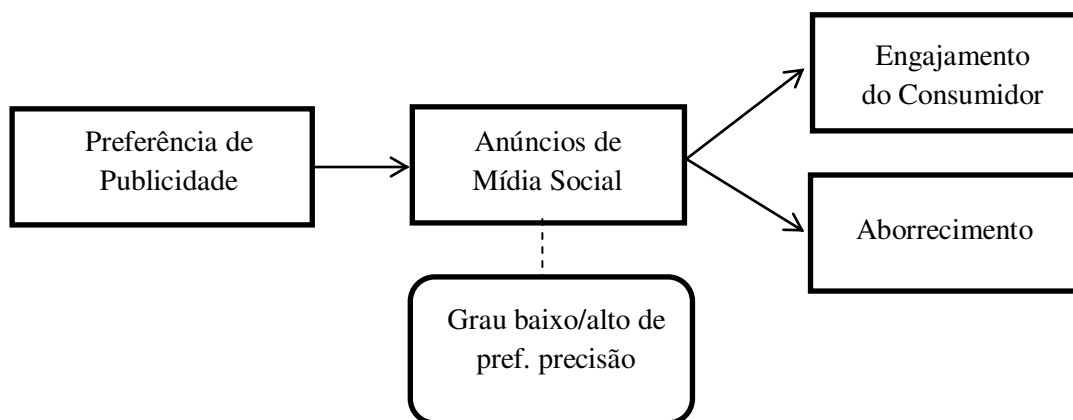 Preferência de
Publicidade
Anúncios de
Mídia Social
Engajamento
do Consumidor
Aborrecimento
Grau baixo/alto de
pref. precisão